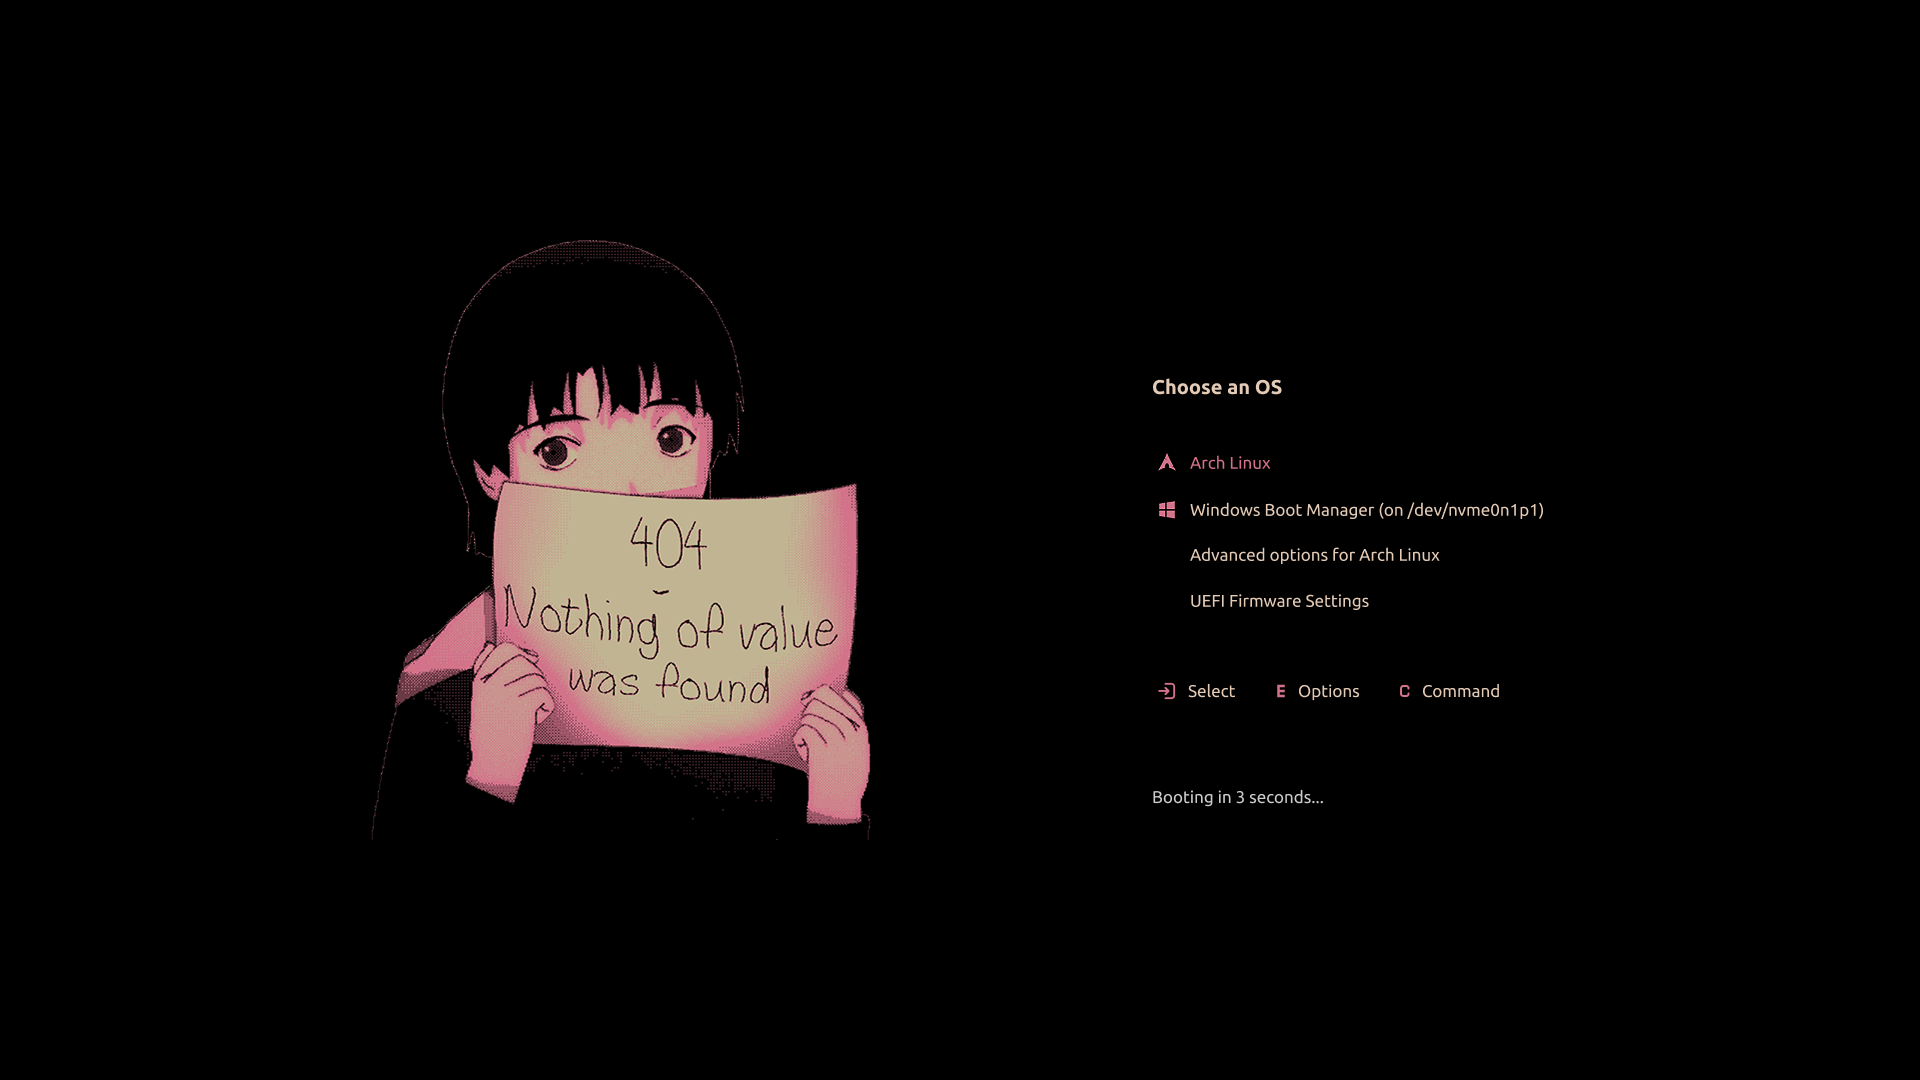 404
Nothing of value
was found
Choose an OS
Arch Linux
Windows Boot Manager (on /dev/nvme0n1p1)
Advanced options for Arch Linux
UEFI Firmware Settings
Select E Options C Command
Booting in 3 seconds...